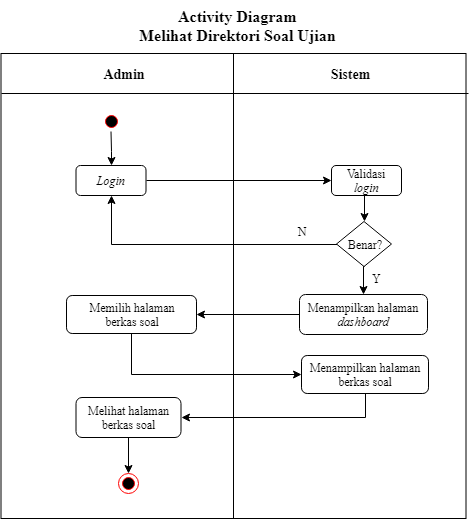 Activity Diagram
Melihat Direktori Soal Ujian
Admin
Sistem
Login
Validasi
login
Benar?
N
Y
Menampilkan halaman
dashboard
Memilih halaman
berkas soal
Menampilkan halaman
berkas soal
Melihat halaman
berkas soal